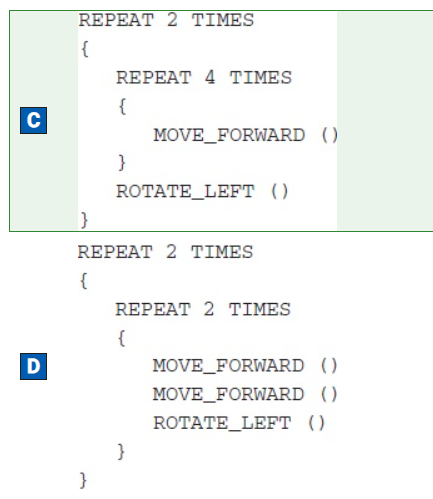 REPEAT 2 TIMES
{
REPEAT 4 TIMES
{
C
MOVE_FORWARD ()
}
ROTATE_LEFT ()
}
REPEAT 2 TIMES
{
REPEAT 2 TIMES
{
D
MOVE_FORWARD ()
MOVE_FORWARD ()
ROTATE_LEFT ()
}
}